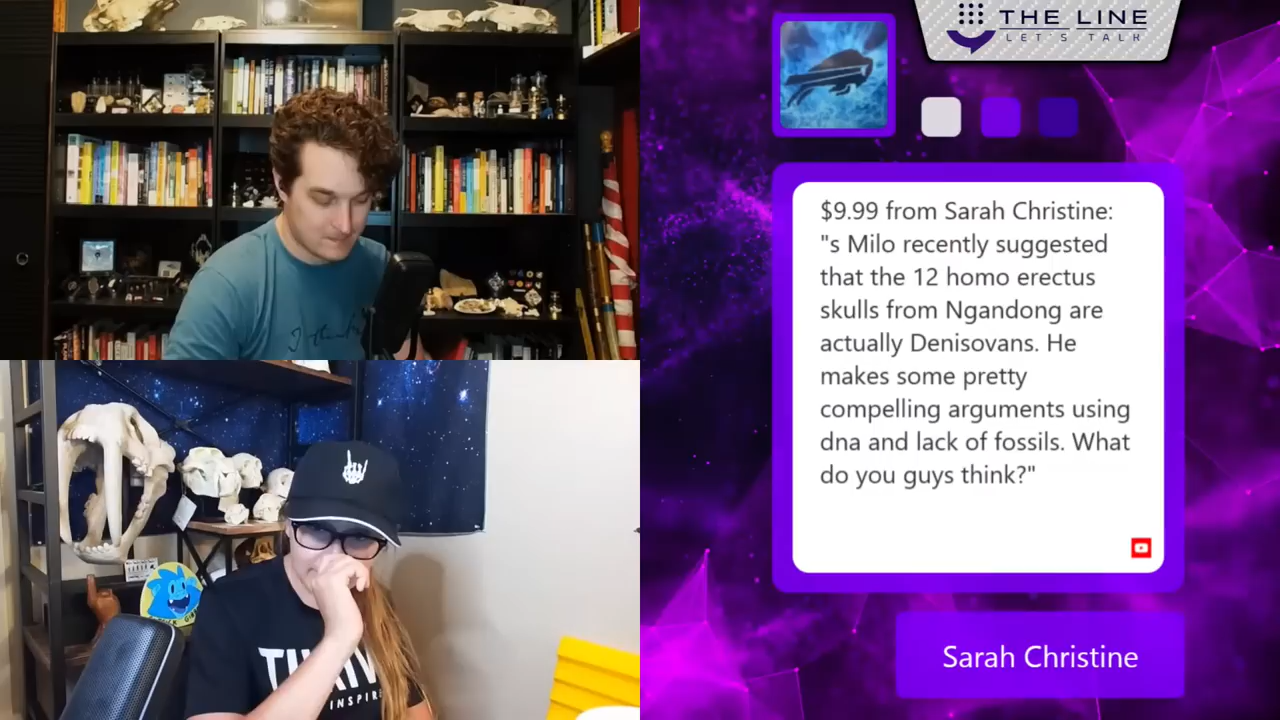 THE LINE
LET'S TALK
$9.99 from Sarah Christine:
"s Milo recently suggested
that the 12 homo erectus
skulls from Ngandong are
actually Denisovans. He
makes some pretty
compelling arguments using
dna and lack of fossils. What
do you guys think?"
Sarah Christine
INSPIRE